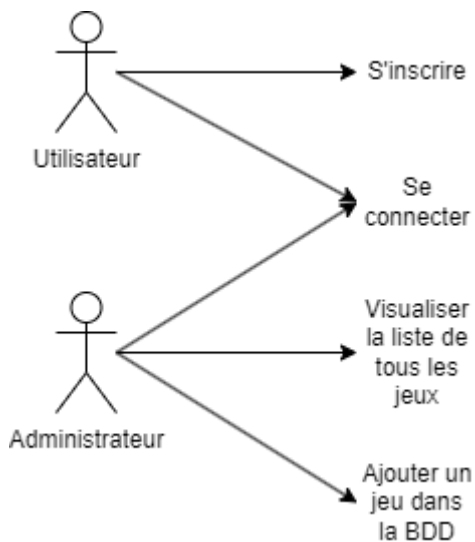 S'inscrire
Utilisateur
Se
connecter
Visualiser
la liste de
tous les
jeux
Administrateur
Ajouter un
jeu dans
la BDD